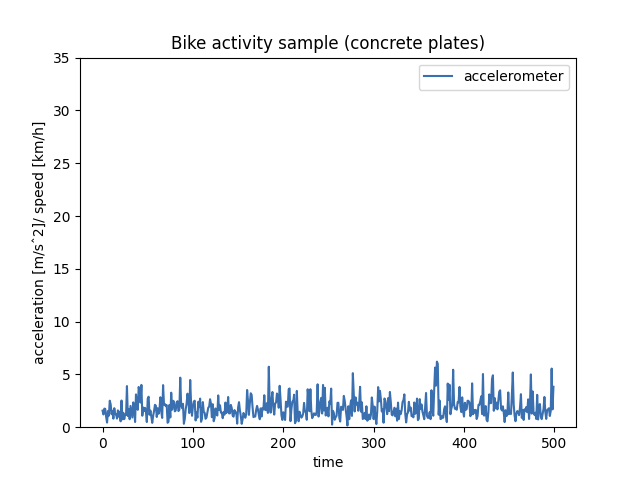 Bike activity sample (concrete plates)
accelerometer
35
30
25
20
15
10
5
0
acceleration [m/sˆ2]/ speed [km/h]
0 100 200 300 400 500
time